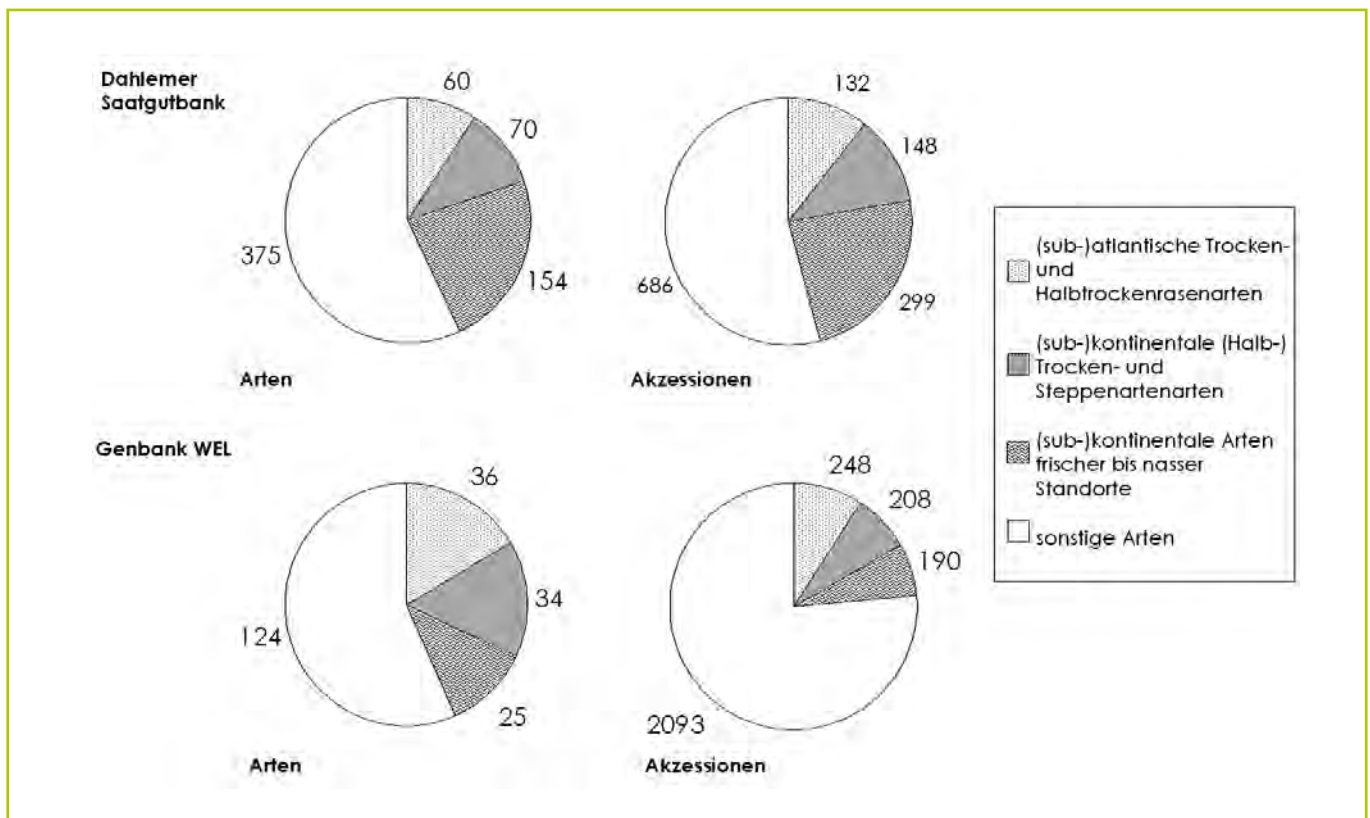 Dahlemer
Saatgutbank
60
70
154
375
Arten
132
148
299
686
Akzessionen
Genbank WEL
36
34
25
124
Arten
248
208
190
2093
Akzessionen
(sub-)atlantische Trocken-
und
Halbtrockenrasenarten
(sub-)kontinentale (Halb-)
Trocken- und
Steppenartenarten
(sub-)kontinentale Arten
frischer bis nasser
Standorte
sonstige Arten